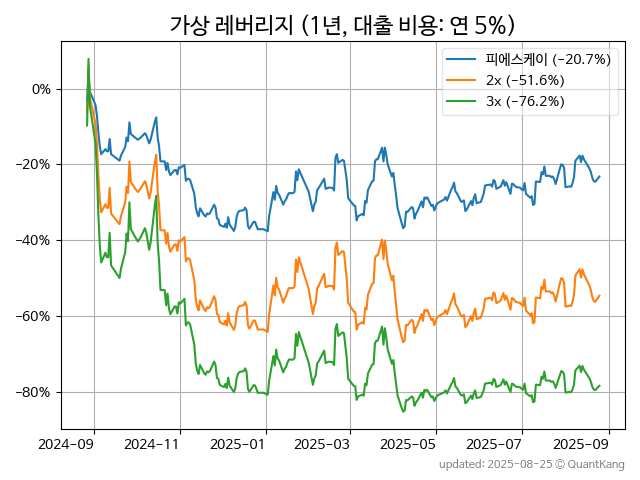 가상 레버리지 (1년, 대출 비용: 연 5%)
피에스케이 (−20.7%)
2x (−51.6%)
3x (−76.2%)
0%
−20%
−40%
−60%
−80%
2024-09 2024-11 2025-01 2025-03 2025-05 2025-07 2025-09
updated: 2025-08-25 © QuantKang